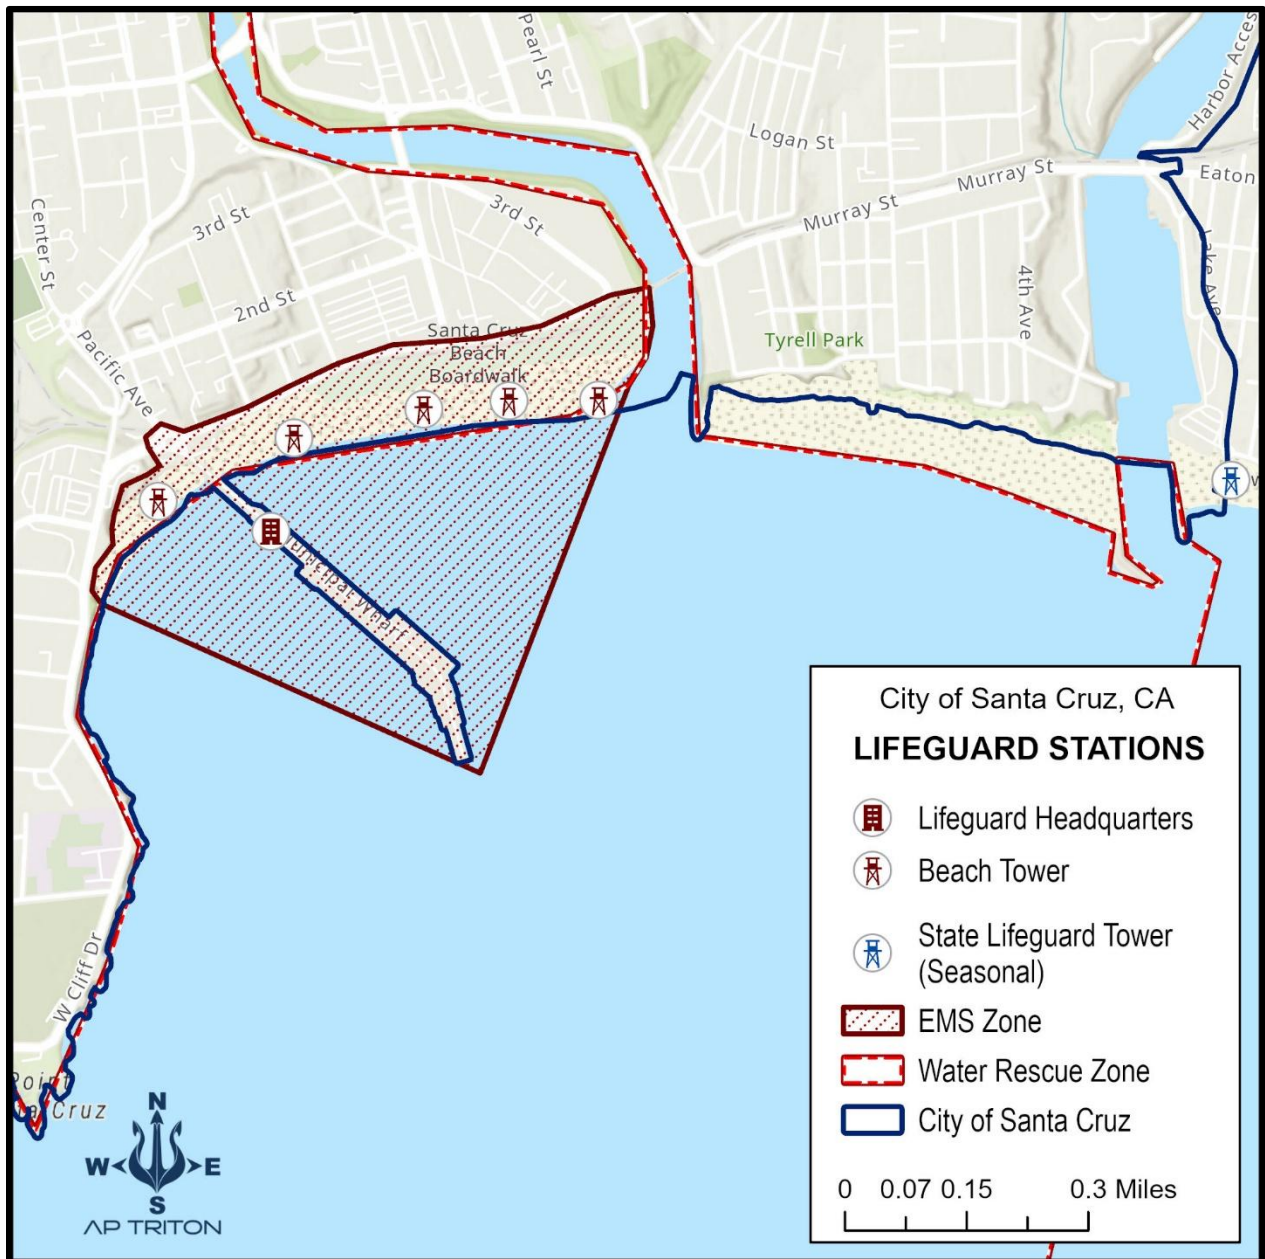 Pearl St
Harbor Acces
Logan St
Murray St
Murray St
Eaton
Center St
3rd St
3rd St
Lake Ave
2nd St
4th Ave
Santa Cruz
Beach
Boardwalk
Tyrell Park
Pacific Ave
Municipal Wharf
W Cliff Dr
Point
Cruz
N
W
E
S
AP TRITON
City of Santa Cruz, CA
LIFEGUARD STATIONS
Lifeguard Headquarters
Beach Tower
State Lifeguard Tower
(Seasonal)
EMS Zone
Water Rescue Zone
City of Santa Cruz
0 0.07 0.15 0.3 Miles